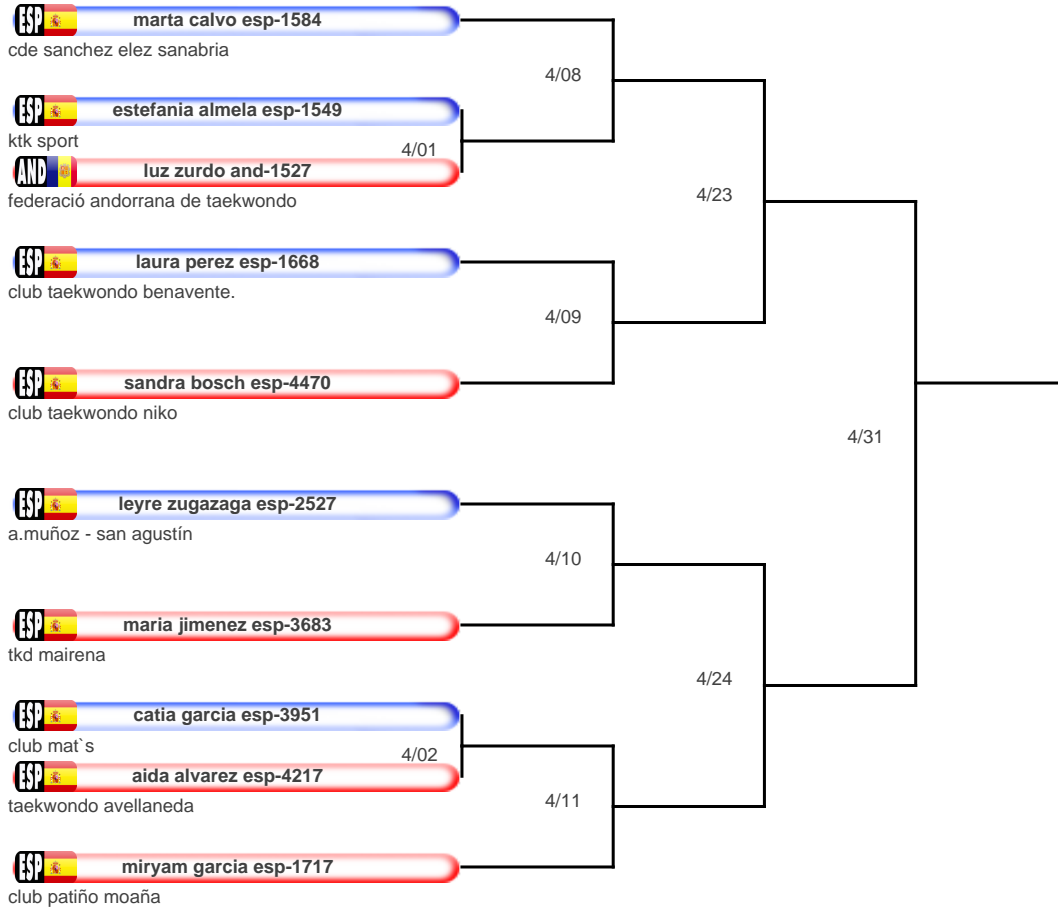 ESP marta calvo esp-1584
cde sanchez elez sanabria
4/08
ESP estefania almela esp-1549
ktk sport
4/01
AND luz zurdo and-1527
federació andorrana de taekwondo
4/23
ESP laura perez esp-1668
club taekwondo benavente.
4/09
ESP sandra bosch esp-4470
club taekwondo niko
4/31
ESP leyre zugazaga esp-2527
a.muñoz - san agustín
4/10
ESP maria jimenez esp-3683
tkd mairena
4/24
ESP catia garcia esp-3951
club mat`s
4/02
ESP aida alvarez esp-4217
taekwondo avellaneda
4/11
ESP miryam garcia esp-1717
club patiño moaña